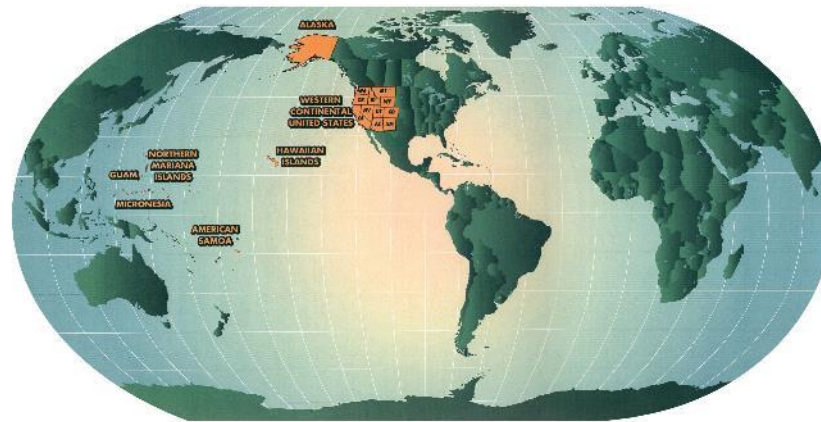 ALASKA
WESTERN
CONTINENTAL
UNITED STATES
HAWAIIAN
ISLANDS
NORTHERN
MARIANA
ISLANDS
GUAM
MICRONESIA
AMERICAN
SAMOA